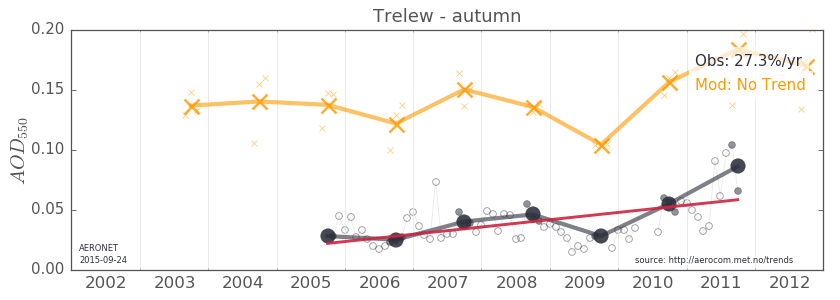 Trelew - autumn
0.20
0.15
0.10
0.05
0.00
AOD550
Obs: 27.3%/yr
Mod: No Trend
AERONET
2015-09-24
source: http://aerocom.met.no/trends
2002 2003 2004 2005 2006 2007 2008 2009 2010 2011 2012